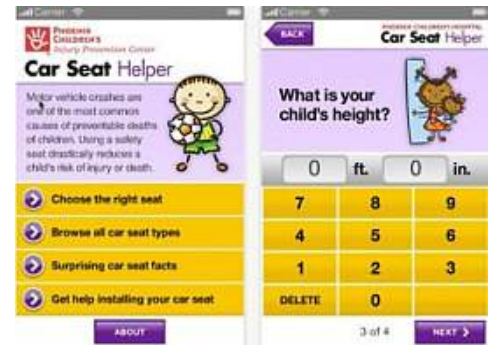 Carrier
PHOENIX
CHILDREN'S
Injury Prevention Center
Car Seat Helper
Motor vehicle crashes are
one of the most common
causes of preventable deaths
of children. Using a safety
seat drastically reduces a
child's risk of injury or death.
Choose the right seat
Browse all car seat types
Surprising car seat facts
Get help installing your car seat
ABOUT
Carrier
BACK
PHOENIX CHILDREN'S HOSPITAL
Car Seat Helper
What is your
child's height?
0 ft. 0 in.
7 8 9
4 5 6
1 2 3
DELETE 0
3 of 4
NEXT